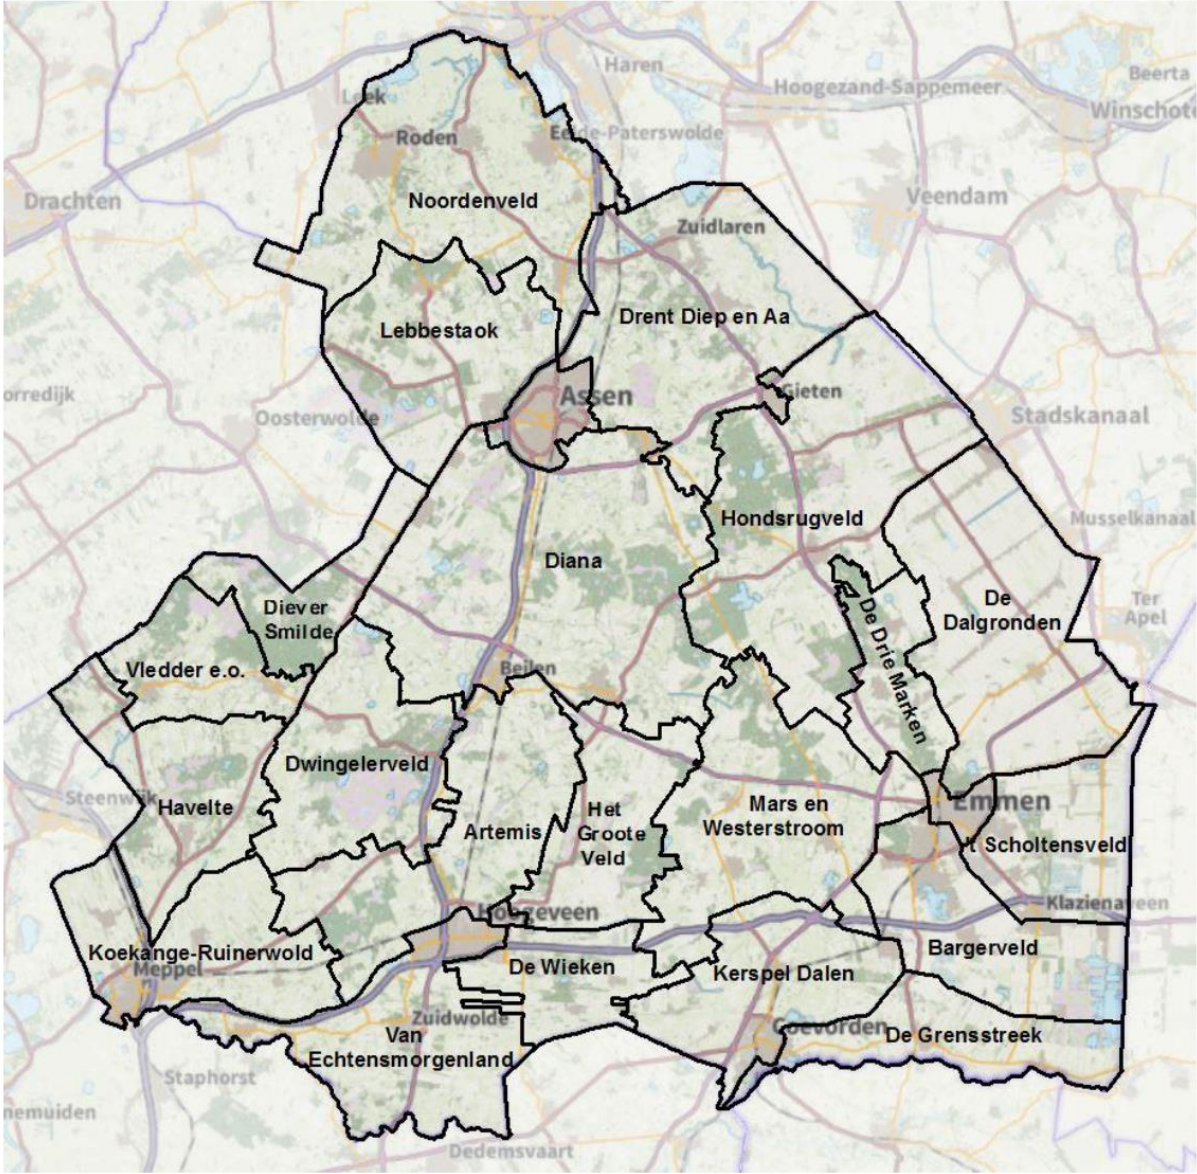 Haren
Beerta
Hoogezand-Sappemeer
Leek
Winschote
Roden
Eelde-Paterswolde
Drachten
Noordenveld
Veendam
Zuidlaren
Lebbestaok
Drent Diep en Aa
orredijk
Assen
Gieten
Oosterwolde
Stadskanaal
Hondsrugveld
Musselkanaal
Diana
Diever
Smilde
De
Dalgronden
Ter
Apel
De Drie Marken
Vledder e.o.
Beilen
Dwingelerveld
Steenwijk
Havelte
Artemis
Het
Groote
Veld
Mars en
Westerstroom
Emmen
't Scholtensveld
Klazienaveen
Hoogeveen
Koekange-Ruinerwold
Meppel
De Wieken
Kerspel Dalen
Bargerveld
Zuidwolde
Van
Echtensmorgenland
Coevorden
De Grensstreek
Staphorst
nemuiden
Dedemsvaart